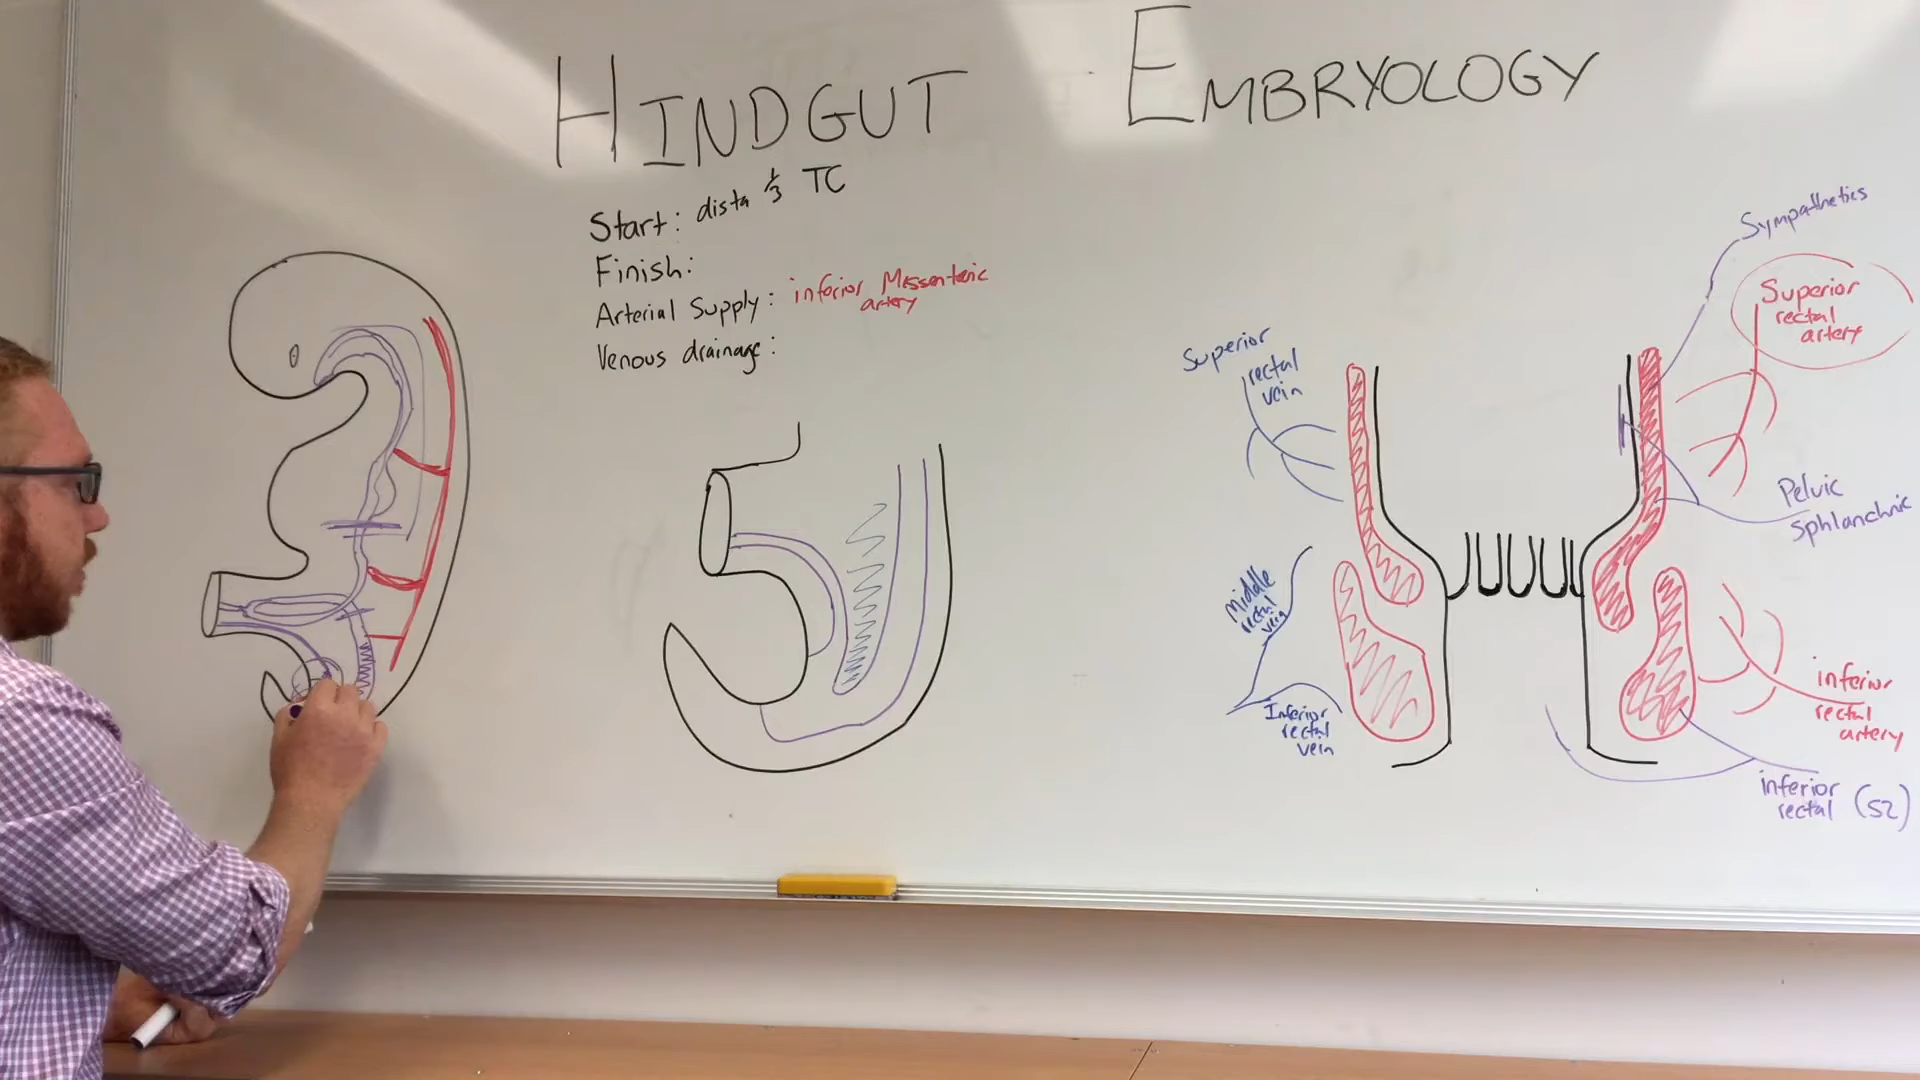 HINDGUT EMBRYOLOGY
Start: dista 1/3 TC
Finish:
Arterial Supply: inferior Messenteric
artery
Venous drainage:
Superior
rectal
vein
Middle
rectal
vein
Inferior
rectal
vein
Sympathetics
Superior
rectal
artery
Pelvic
Sphlanchnic
inferior
rectal
artery
inferior
rectal (S2)